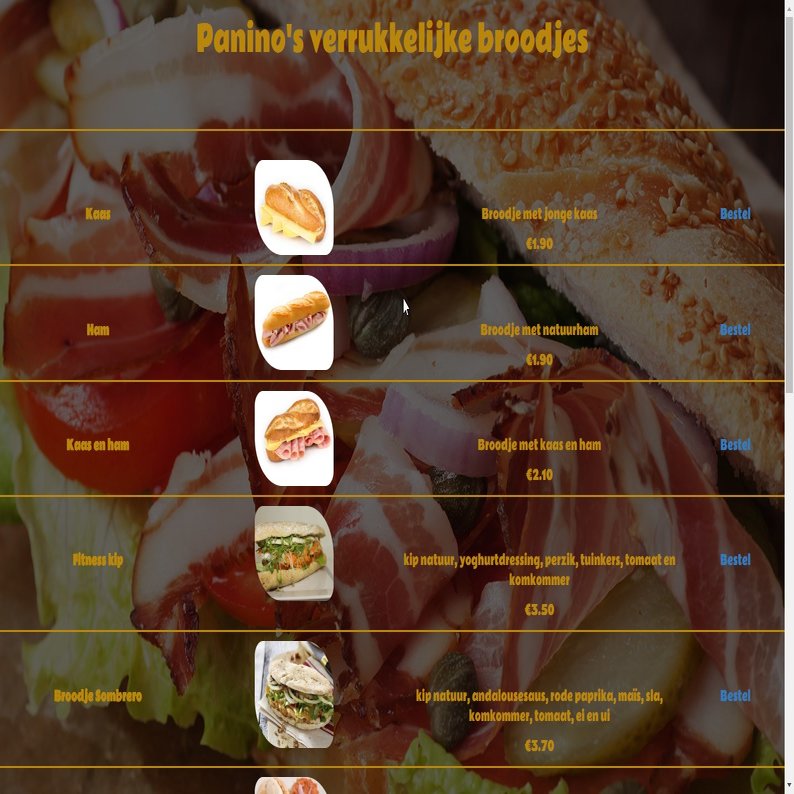 Panino's verrukkelijke broodjes
Kaas
Broodje met jonge kaas
Bestel
€1.90
Ham
Broodje met natuurham
Bestel
€1.90
Kaas en ham
Broodje met kaas en ham
Bestel
€2.10
Fitness kip
kip natuur, yoghurtdressing, perzik, tuinkers, tomaat en
komkommer
Bestel
€3.50
Broodje Sombrero
kip natuur, andalousesaus, rode paprika, maïs, sla,
komkommer, tomaat, ei en ui
Bestel
€3.70